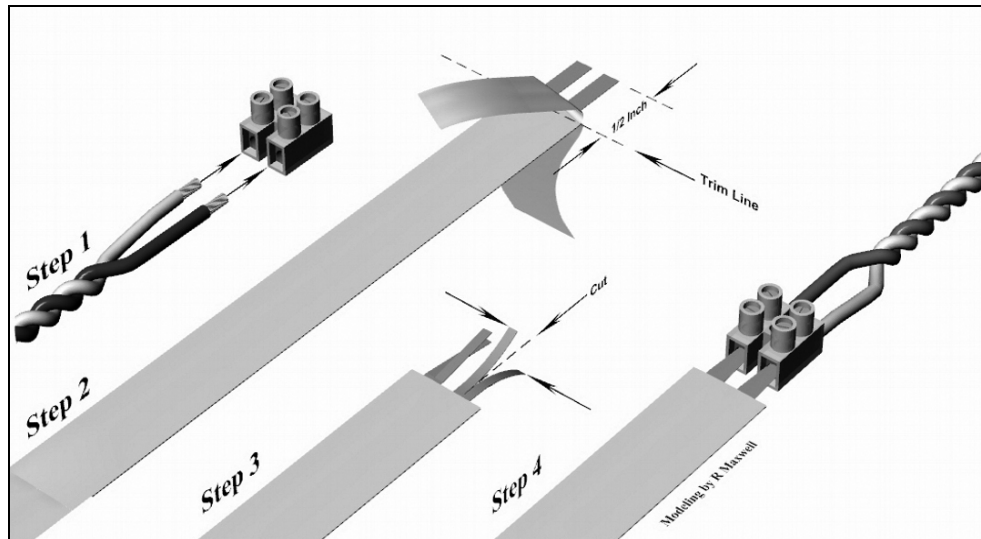 Step 1
1/2 Inch
Trim Line
Step 2
Cut
Step 3
Step 4
Modeling by R Maxwell